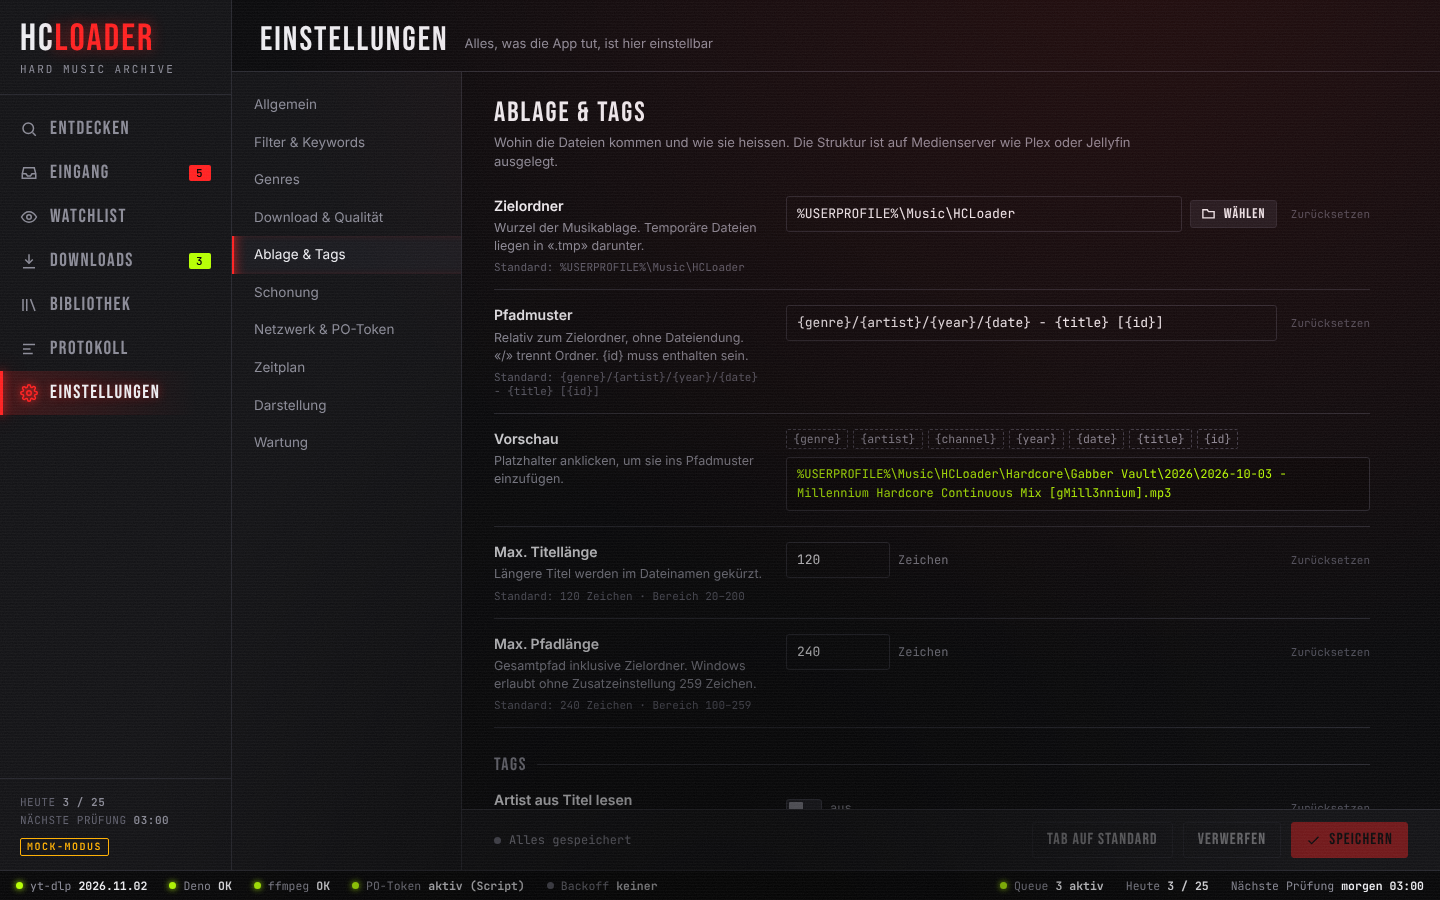 HCLOADER
HARD MUSIC ARCHIVE
ENTDECKEN
EINGANG 5
WATCHLIST
DOWNLOADS 3
BIBLIOTHEK
PROTOKOLL
EINSTELLUNGEN
HEUTE 3 / 25
NÄCHSTE PRÜFUNG 03:00
MOCK-MODUS
EINSTELLUNGEN Alles, was die App tut, ist hier einstellbar
Allgemein
Filter & Keywords
Genres
Download & Qualität
Ablage & Tags
Schonung
Netzwerk & PO-Token
Zeitplan
Darstellung
Wartung
ABLAGE & TAGS
Wohin die Dateien kommen und wie sie heissen. Die Struktur ist auf Medienserver wie Plex oder Jellyfin
ausgelegt.
Zielordner
Wurzel der Musikablage. Temporäre Dateien
liegen in «.tmp» darunter.
Standard: %USERPROFILE%\Music\HCLoader
%USERPROFILE%\Music\HCLoader WÄHLEN Zurücksetzen
Pfadmuster
Relativ zum Zielordner, ohne Dateiendung.
«/» trennt Ordner. {id} muss enthalten sein.
Standard: {genre}/{artist}/{year}/{date}
- {title} [{id}]
{genre}/{artist}/{year}/{date} - {title} [{id}] Zurücksetzen
Vorschau
Platzhalter anklicken, um sie ins Pfadmuster
einzufügen.
{genre} {artist} {channel} {year} {date} {title} {id}
%USERPROFILE%\Music\HCLoader\Hardcore\Gabber Vault\2026\2026-10-03 -
Millennium Hardcore Continuous Mix [gMill3nnium].mp3
Max. Titellänge
Längere Titel werden im Dateinamen gekürzt.
Standard: 120 Zeichen · Bereich 20–200
120 Zeichen Zurücksetzen
Max. Pfadlänge
Gesamtpfad inklusive Zielordner. Windows
erlaubt ohne Zusatzeinstellung 259 Zeichen.
Standard: 240 Zeichen · Bereich 100–259
240 Zeichen Zurücksetzen
TAGS
Artist aus Titel lesen
aus Zurücksetzen
Alles gespeichert
TAB AUF STANDARD VERWERFEN SPEICHERN
yt-dlp 2026.11.02 Deno OK ffmpeg OK PO-Token aktiv (Script) Backoff keiner Queue 3 aktiv Heute 3 / 25 Nächste Prüfung morgen 03:00